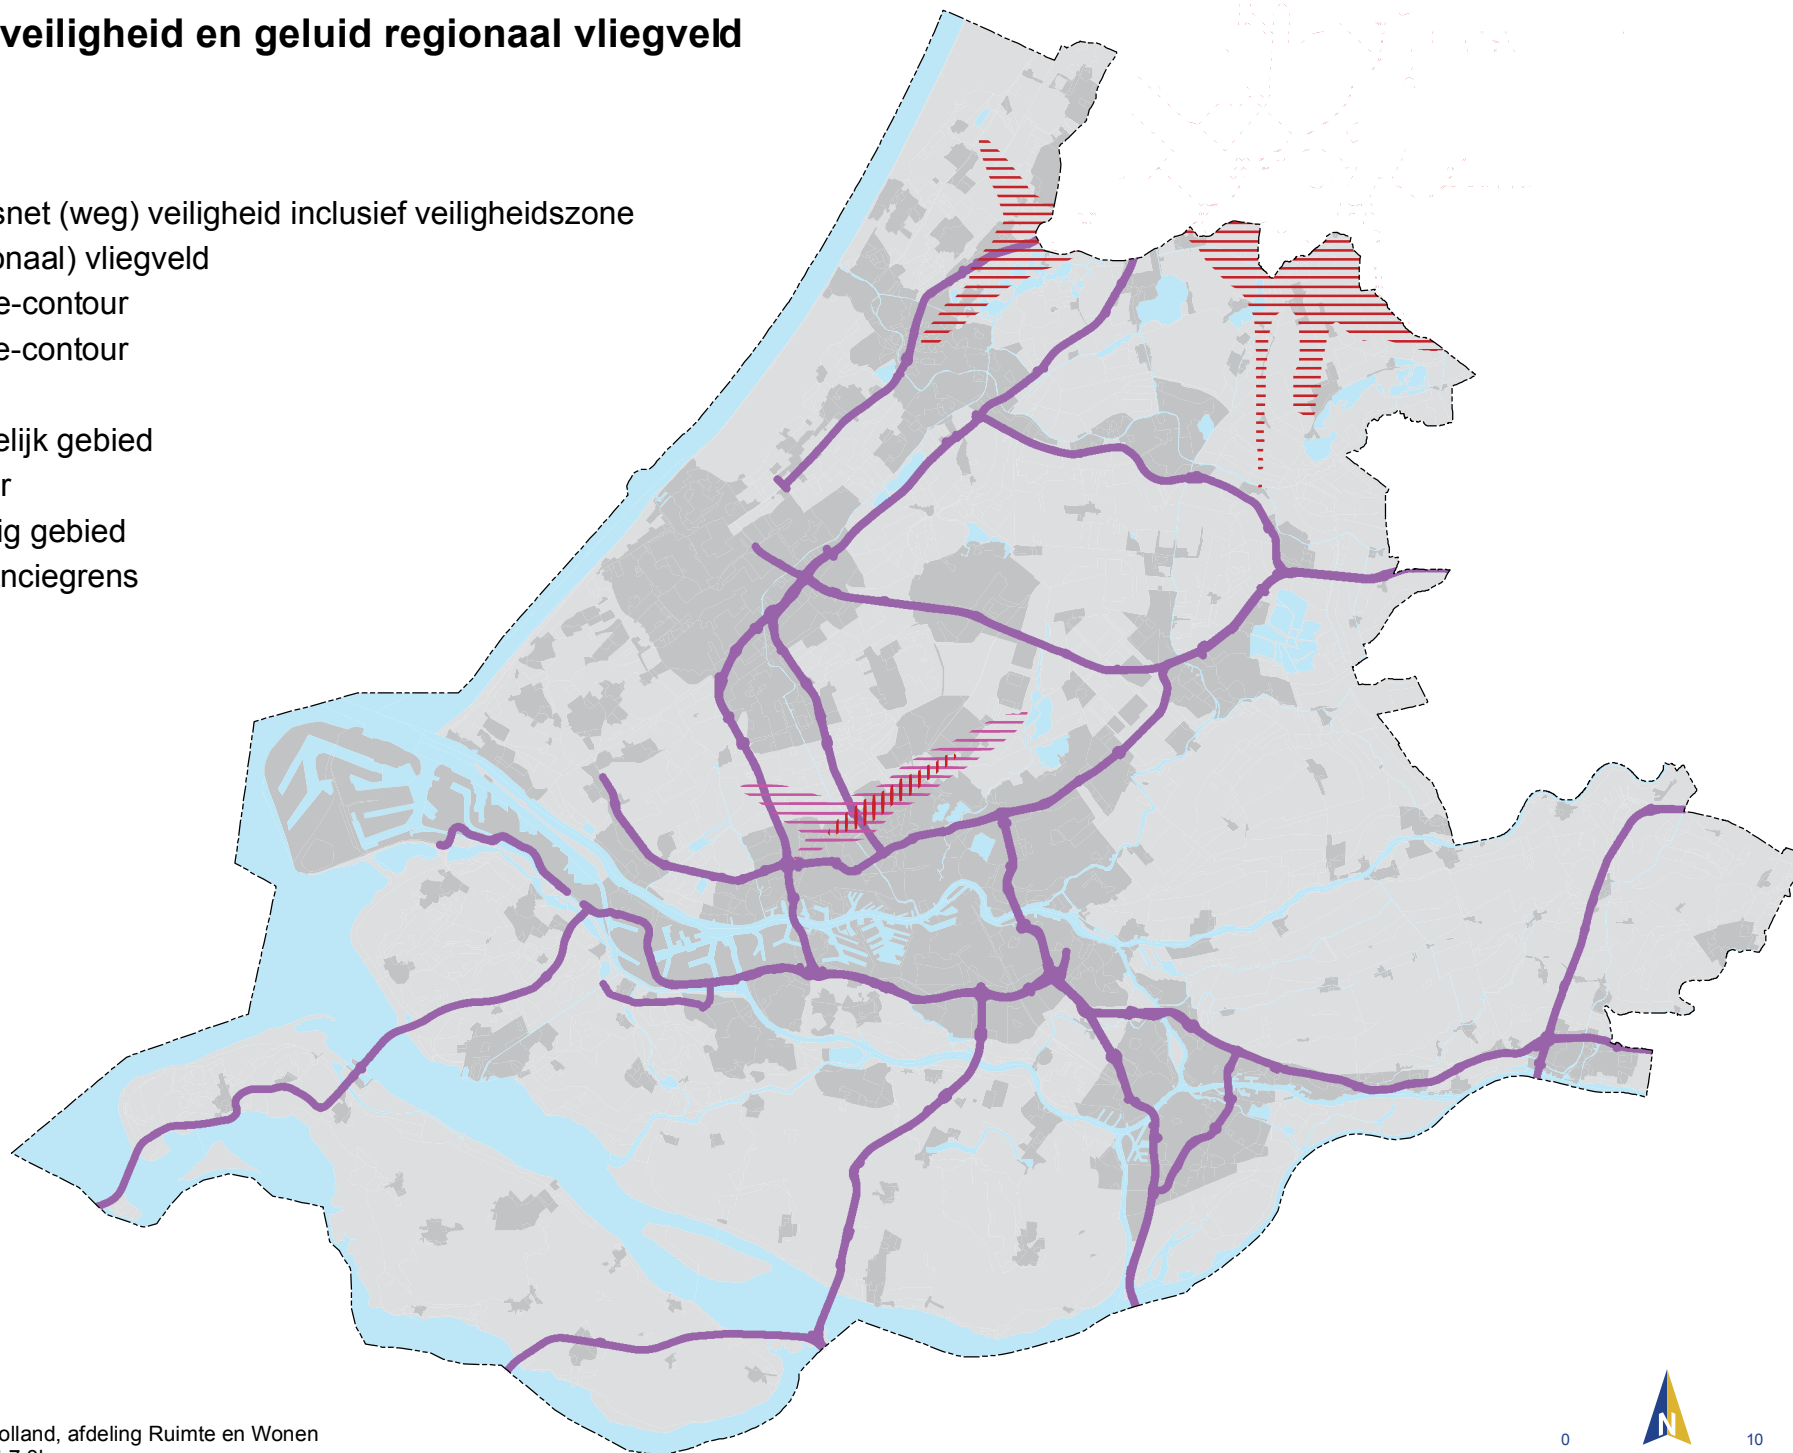 veiligheid en geluid regionaal vliegveld
snet (weg) veiligheid inclusief veiligheidszone
onaal) vliegveld
e-contour
e-contour
elijk gebied
r
ig gebied
nciegrens
olland, afdeling Ruimte en Wonen
N
0 10